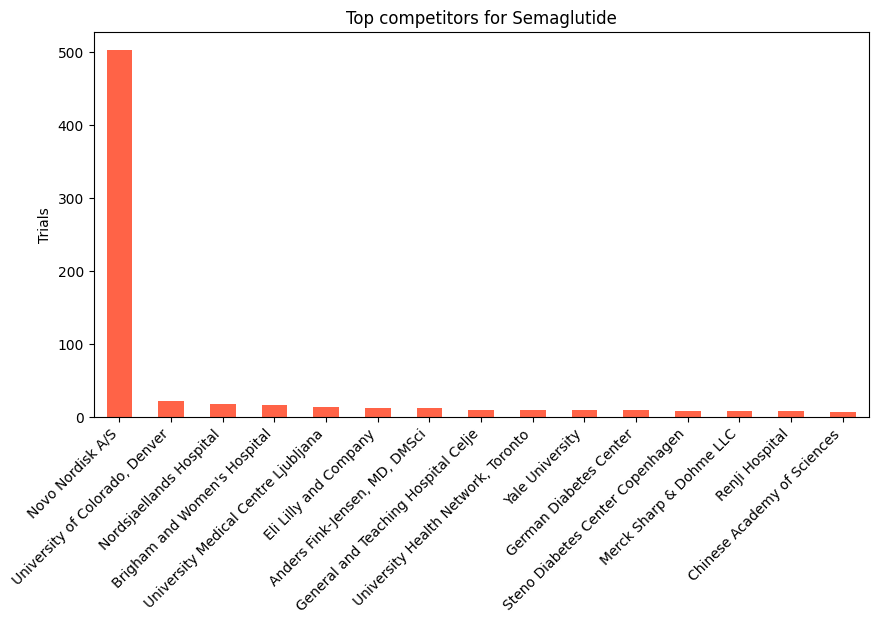 Top competitors for Semaglutide
Trials
500
400
300
200
100
0
Novo Nordisk A/S
University of Colorado, Denver
Nordsjaellands Hospital
Brigham and Women's Hospital
University Medical Centre Ljubljana
Eli Lilly and Company
Anders Fink-Jensen, MD, DMSci
General and Teaching Hospital Celje
University Health Network, Toronto
Yale University
German Diabetes Center
Steno Diabetes Center Copenhagen
Merck Sharp & Dohme LLC
RenJi Hospital
Chinese Academy of Sciences